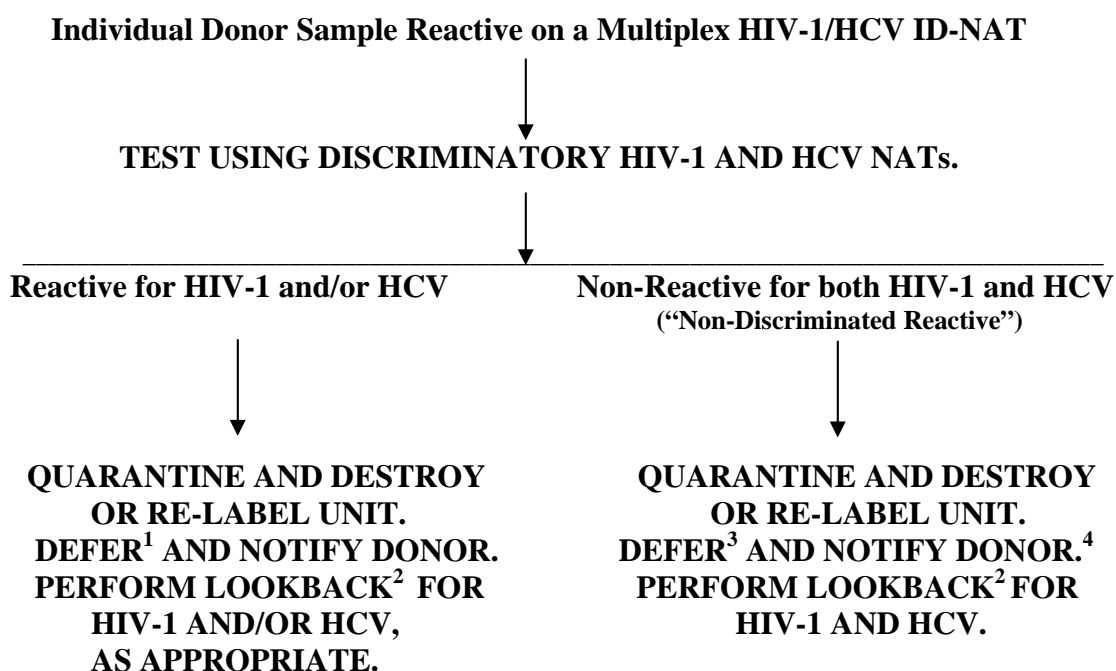 Individual Donor Sample Reactive on a Multiplex HIV-1/HCV ID-NAT
TEST USING DISCRIMINATORY HIV-1 AND HCV NATs.
Reactive for HIV-1 and/or HCV
QUARANTINE AND DESTROY
OR RE-LABEL UNIT.
DEFER¹ AND NOTIFY DONOR.
PERFORM LOOKBACK² FOR
HIV-1 AND/OR HCV,
AS APPROPRIATE.
Non-Reactive for both HIV-1 and HCV
(“Non-Discriminated Reactive”)
QUARANTINE AND DESTROY
OR RE-LABEL UNIT.
DEFER³ AND NOTIFY DONOR.⁴
PERFORM LOOKBACK² FOR
HIV-1 AND HCV.